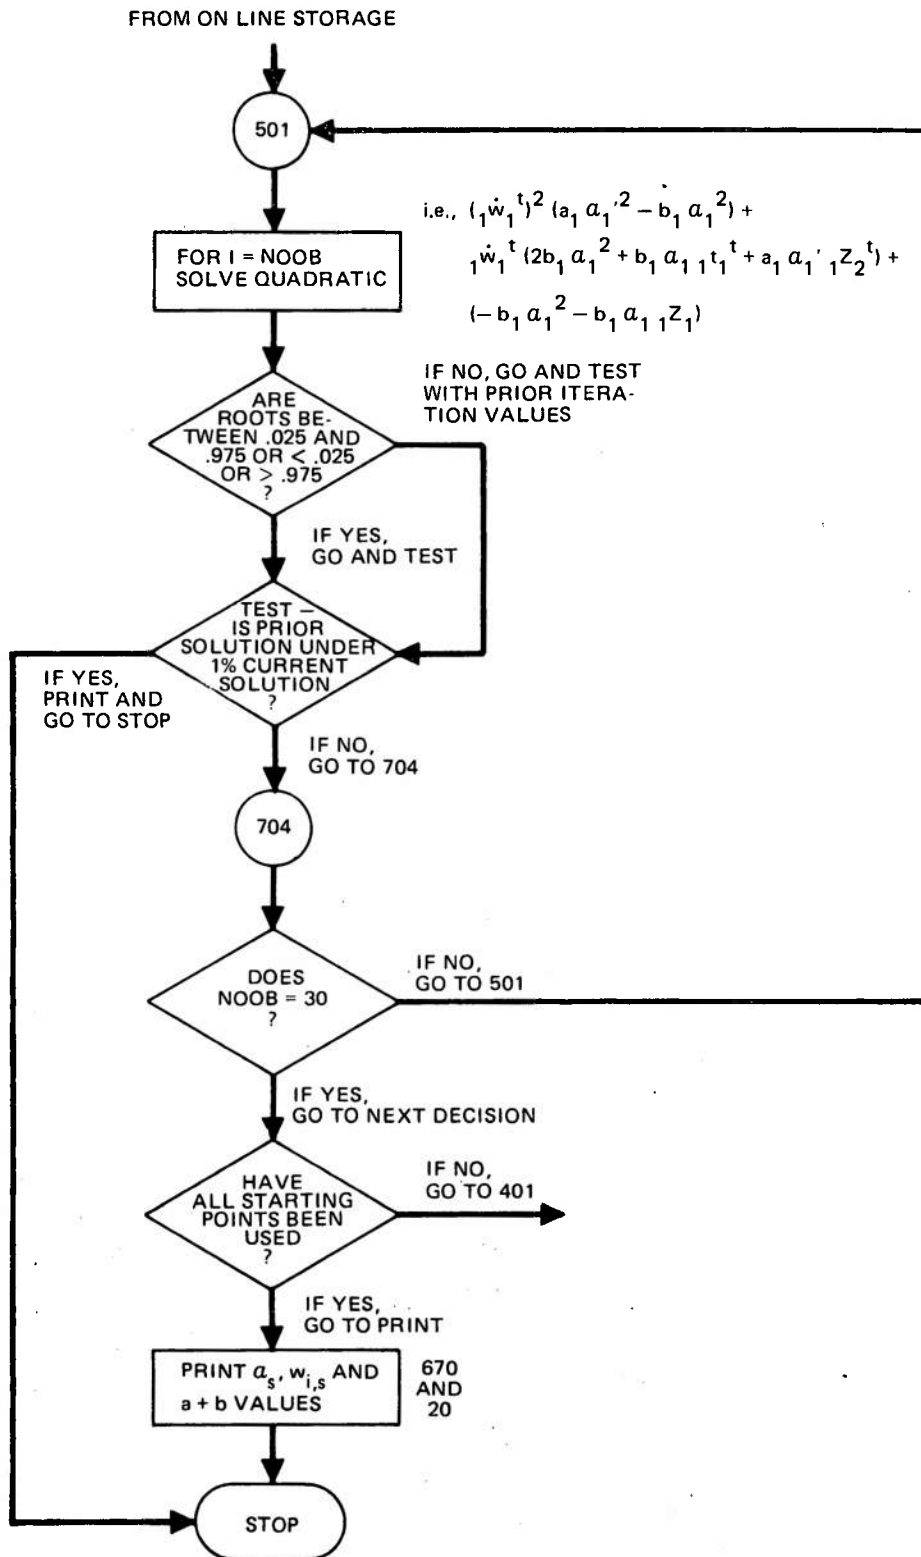 FROM ON LINE STORAGE
501
i.e., (₁ẇ₁ᵗ)² (a₁ α₁'² – b₁ α₁²) +
₁ẇ₁ᵗ (2b₁ α₁² + b₁ α₁ ₁t₁ᵗ + a₁ α₁' ₁Z₂ᵗ) +
(– b₁ α₁² – b₁ α₁ ₁Z₁)
FOR I = NOOB
SOLVE QUADRATIC
IF NO, GO AND TEST
WITH PRIOR ITERA-
TION VALUES
ARE
ROOTS BE-
TWEEN .025 AND
.975 OR < .025
OR > .975
?
IF YES,
GO AND TEST
TEST –
IS PRIOR
SOLUTION UNDER
1% CURRENT
SOLUTION
?
IF YES,
PRINT AND
GO TO STOP
IF NO,
GO TO 704
704
DOES
NOOB = 30
?
IF NO,
GO TO 501
IF YES,
GO TO NEXT DECISION
HAVE
ALL STARTING
POINTS BEEN
USED
?
IF NO,
GO TO 401
IF YES,
GO TO PRINT
PRINT αₛ, wᵢ,ₛ AND
a + b VALUES
670
AND
20
STOP